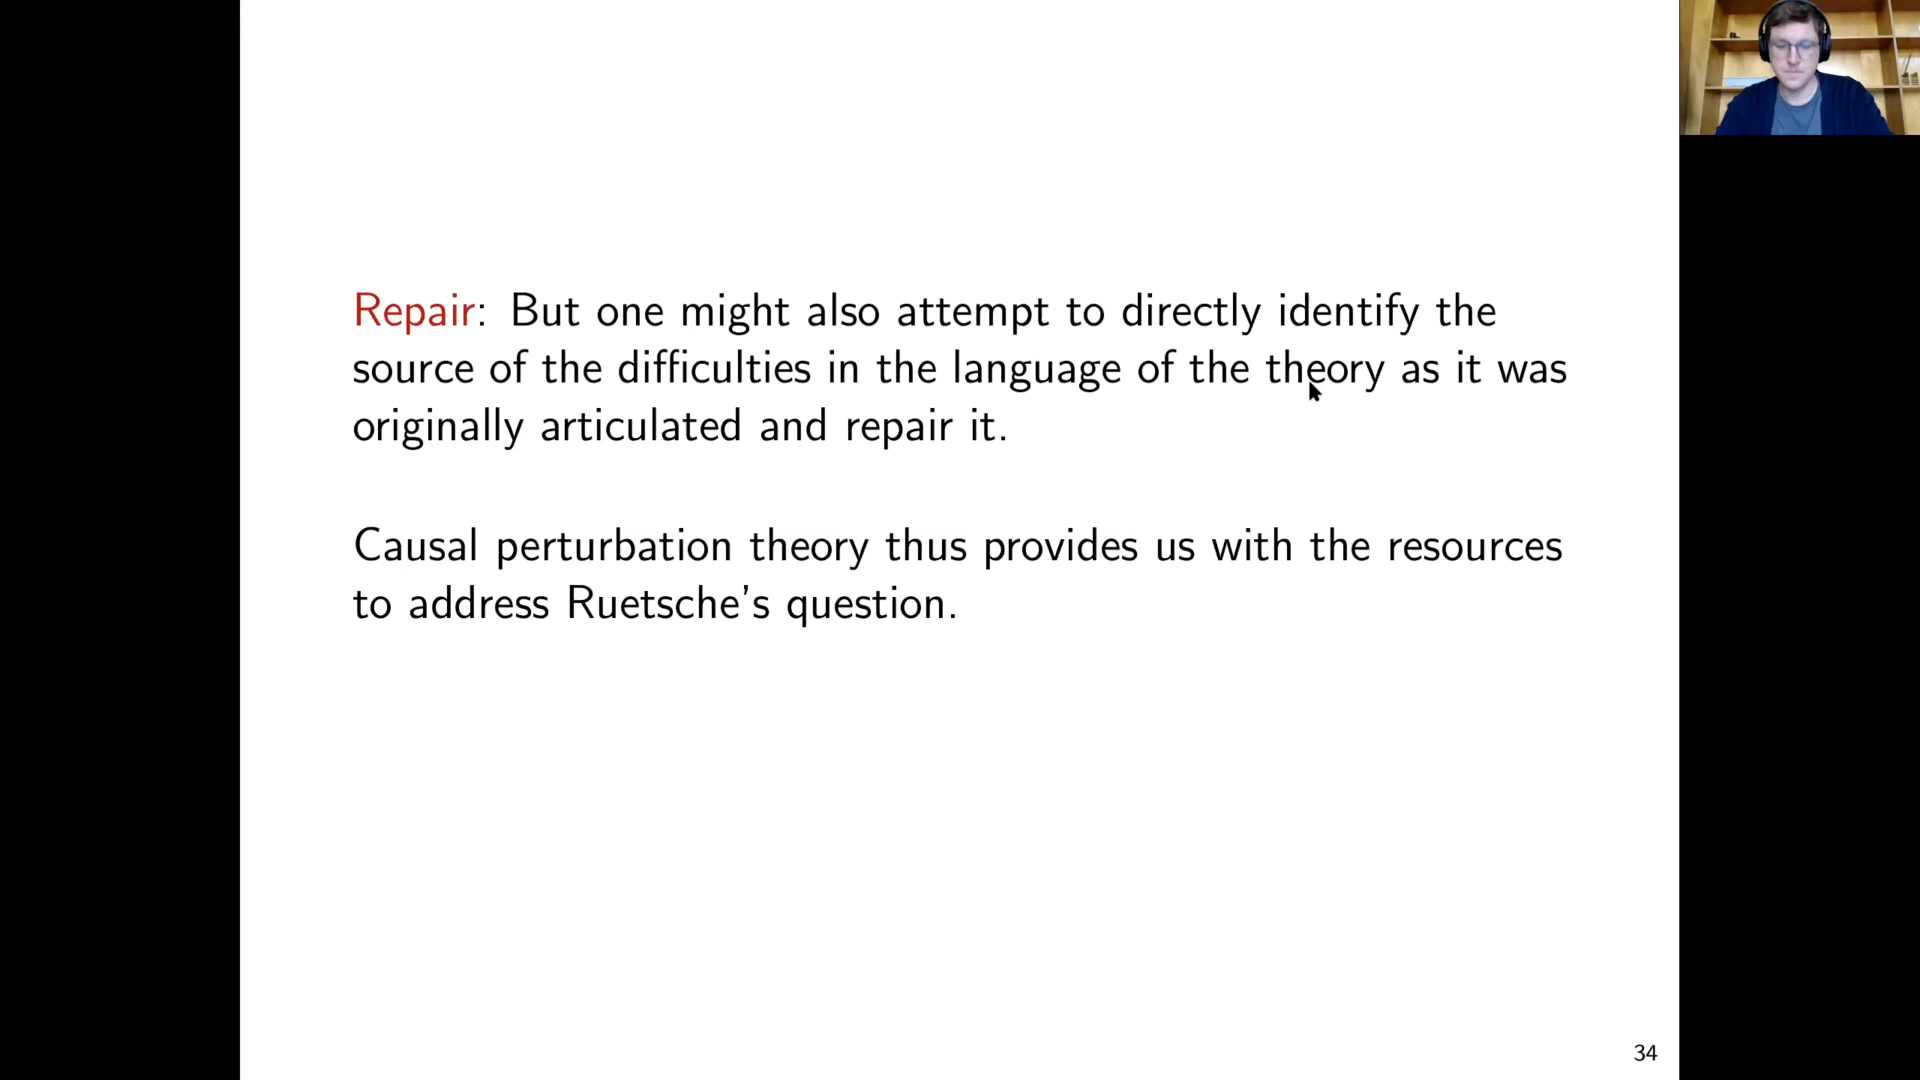 Repair: But one might also attempt to directly identify the
source of the difficulties in the language of the theory as it was
originally articulated and repair it.
Causal perturbation theory thus provides us with the resources
to address Ruetsche’s question.
34